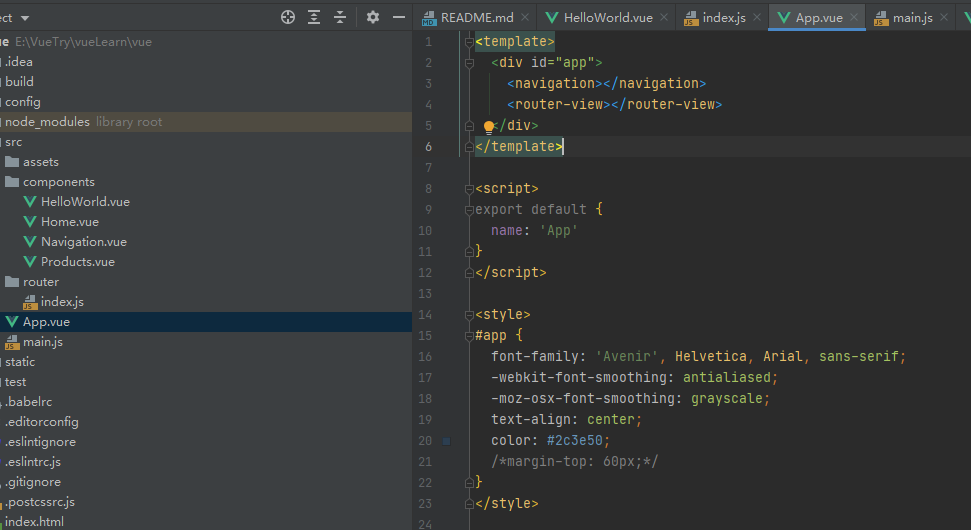 ect
README.md
HelloWorld.vue
index.js
App.vue
main.js
ue E:\VueTry\vueLearn\vue
.idea
build
config
node_modules library root
src
assets
components
HelloWorld.vue
Home.vue
Navigation.vue
Products.vue
router
index.js
App.vue
main.js
static
test
.babelrc
.editorconfig
.eslintignore
.eslintrc.js
.gitignore
.postcssrc.js
index.html
1 <template>
2 <div id="app">
3 <navigation></navigation>
4 <router-view></router-view>
5 </div>
6 </template>
7
8 <script>
9 export default {
10 name: 'App'
11 }
12 </script>
13
14 <style>
15 #app {
16 font-family: 'Avenir', Helvetica, Arial, sans-serif;
17 -webkit-font-smoothing: antialiased;
18 -moz-osx-font-smoothing: grayscale;
19 text-align: center;
20 color: #2c3e50;
21 /*margin-top: 60px;*/
22 }
23 </style>
24